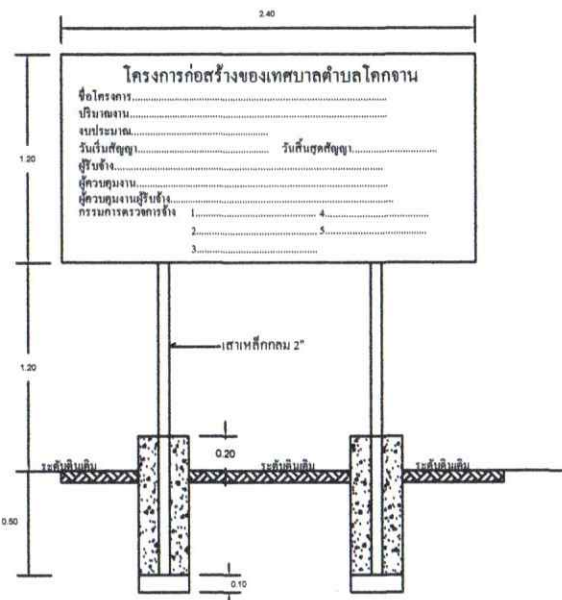 2.40
โครงการก่อสร้างของเทศบาลตำบลโคกจาน
ชื่อโครงการ
ปริมาณงาน
งบประมาณ
วันเริ่มสัญญา วันสิ้นสุดสัญญา
ผู้รับจ้าง
ผู้ควบคุมงาน
ผู้ควบคุมงานผู้รับจ้าง
กรรมการตรวจการจ้าง 1 4
2 5
3
1.20
1.20
เสาเหล็กกลม 2"
0.20
ระดับดินเดิม ระดับดินเดิม ระดับดินเดิม
0.50
0.10